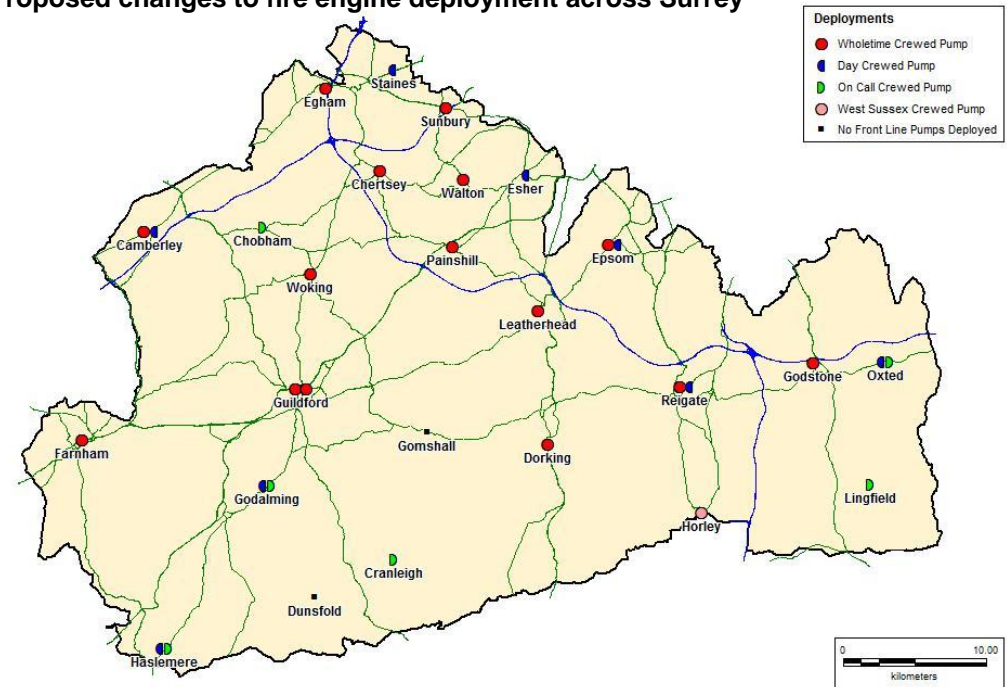 roposed changes to fire engine deployment across Surrey
Deployments
Wholetime Crewed Pump
Day Crewed Pump
On Call Crewed Pump
West Sussex Crewed Pump
No Front Line Pumps Deployed
Staines
Egham
Sunbury
Chertsey
Walton
Esher
Camberley
Chobham
Painshill
Epsom
Woking
Leatherhead
Guildford
Reigate
Godstone
Oxted
Farnham
Gomshall
Dorking
Godalming
Lingfield
Horley
Cranleigh
Dunsfold
Haslemere
0 10.00
kilometers